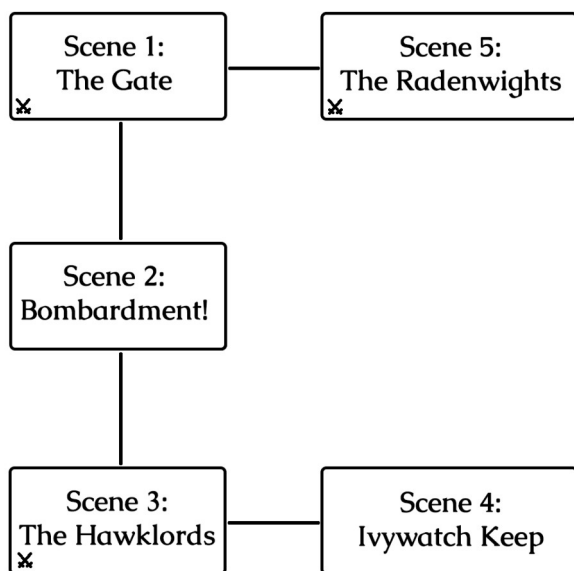 Scene 1:
The Gate
Scene 5:
The Radenwights
Scene 2:
Bombardment!
Scene 3:
The Hawklords
Scene 4:
Ivywatch Keep